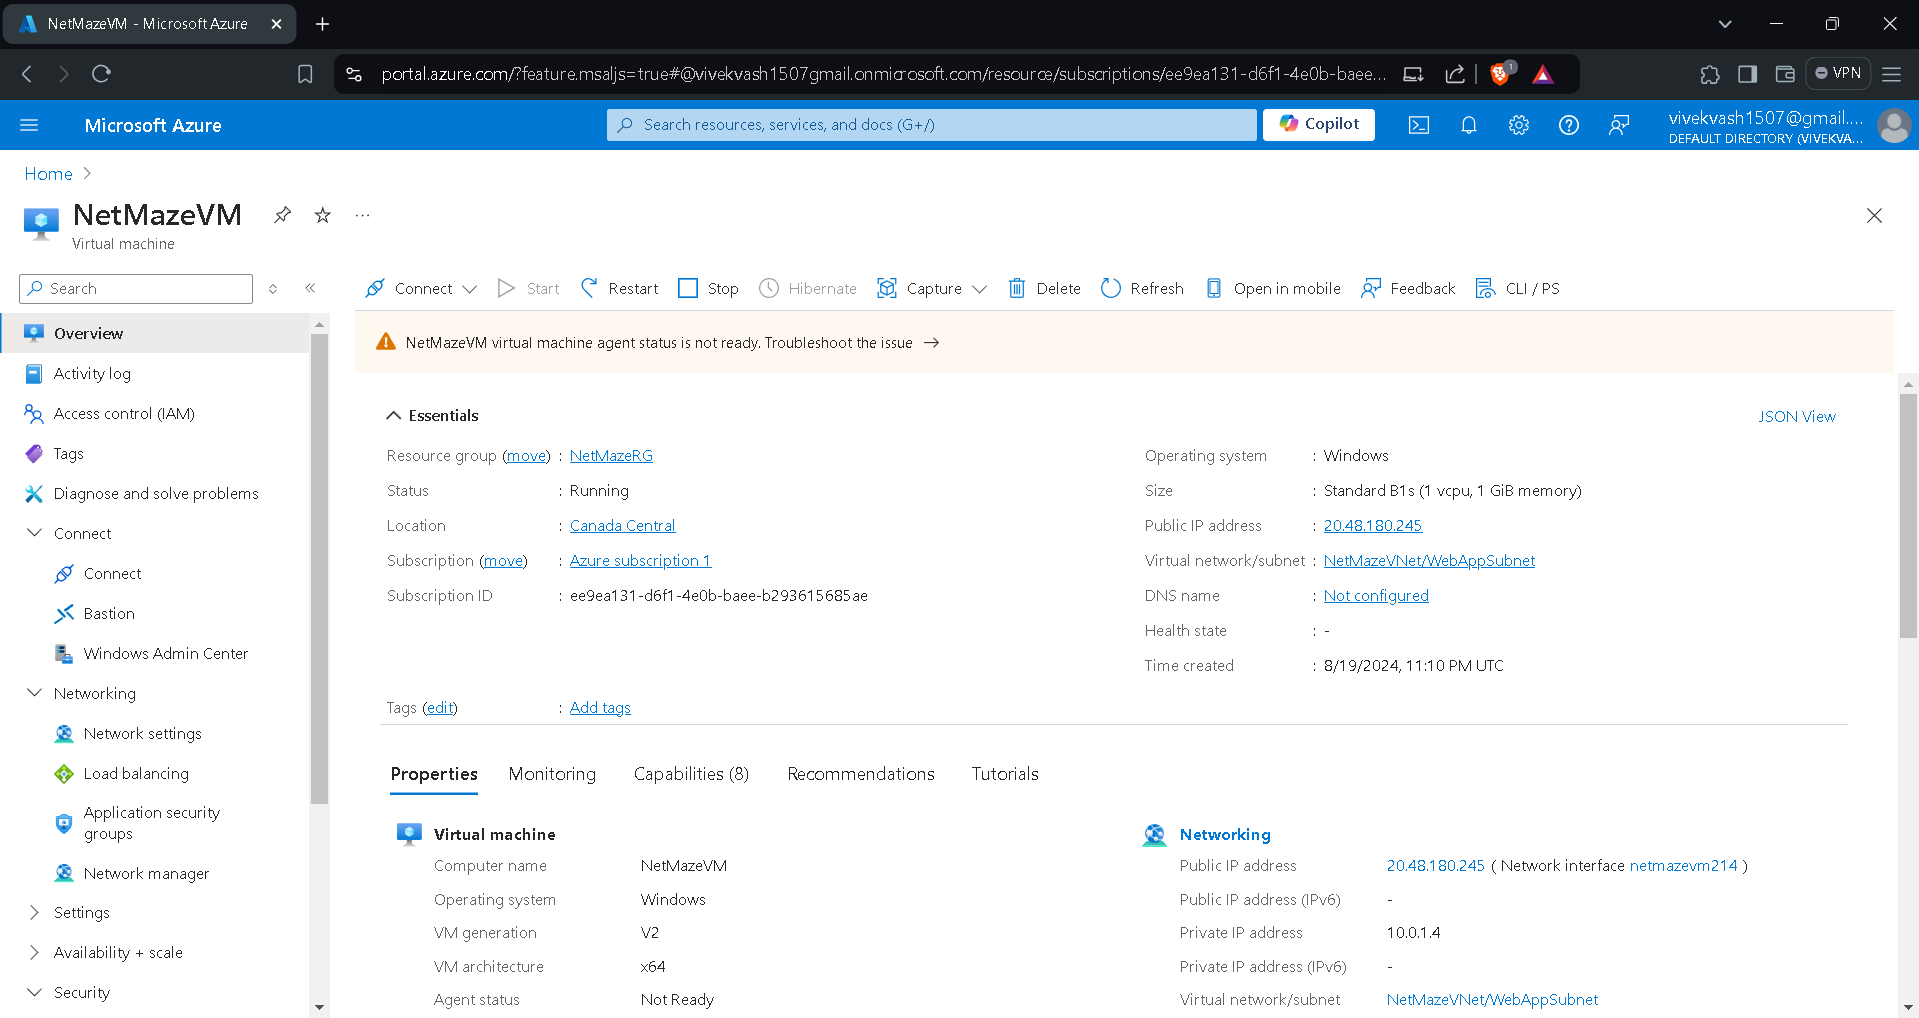 NetMazeVM - Microsoft Azure
portal.azure.com/?feature.msaljs=true#@vivekvash1507gmail.onmicrosoft.com/resource/subscriptions/ee9ea131-d6f1-4e0b-baee...
1
VPN
Microsoft Azure
Search resources, services, and docs (G+/)
Copilot
vivekvash1507@gmail....
DEFAULT DIRECTORY (VIVEKVA...
Home
NetMazeVM
Virtual machine
Search
Connect
Start
Restart
Stop
Hibernate
Capture
Delete
Refresh
Open in mobile
Feedback
CLI / PS
Overview
Activity log
Access control (IAM)
Tags
Diagnose and solve problems
Connect
Connect
Bastion
Windows Admin Center
Networking
Network settings
Load balancing
Application security
groups
Network manager
Settings
Availability + scale
Security
NetMazeVM virtual machine agent status is not ready. Troubleshoot the issue →
Essentials
JSON View
Resource group (move) : NetMazeRG
Status : Running
Location : Canada Central
Subscription (move) : Azure subscription 1
Subscription ID : ee9ea131-d6f1-4e0b-baee-b293615685ae
Operating system : Windows
Size : Standard B1s (1 vcpu, 1 GiB memory)
Public IP address : 20.48.180.245
Virtual network/subnet : NetMazeVNet/WebAppSubnet
DNS name : Not configured
Health state : -
Time created : 8/19/2024, 11:10 PM UTC
Tags (edit) : Add tags
Properties
Monitoring
Capabilities (8)
Recommendations
Tutorials
Virtual machine
Computer name NetMazeVM
Operating system Windows
VM generation V2
VM architecture x64
Agent status Not Ready
Networking
Public IP address 20.48.180.245 ( Network interface netmazevm214 )
Public IP address (IPv6) -
Private IP address 10.0.1.4
Private IP address (IPv6) -
Virtual network/subnet NetMazeVNet/WebAppSubnet